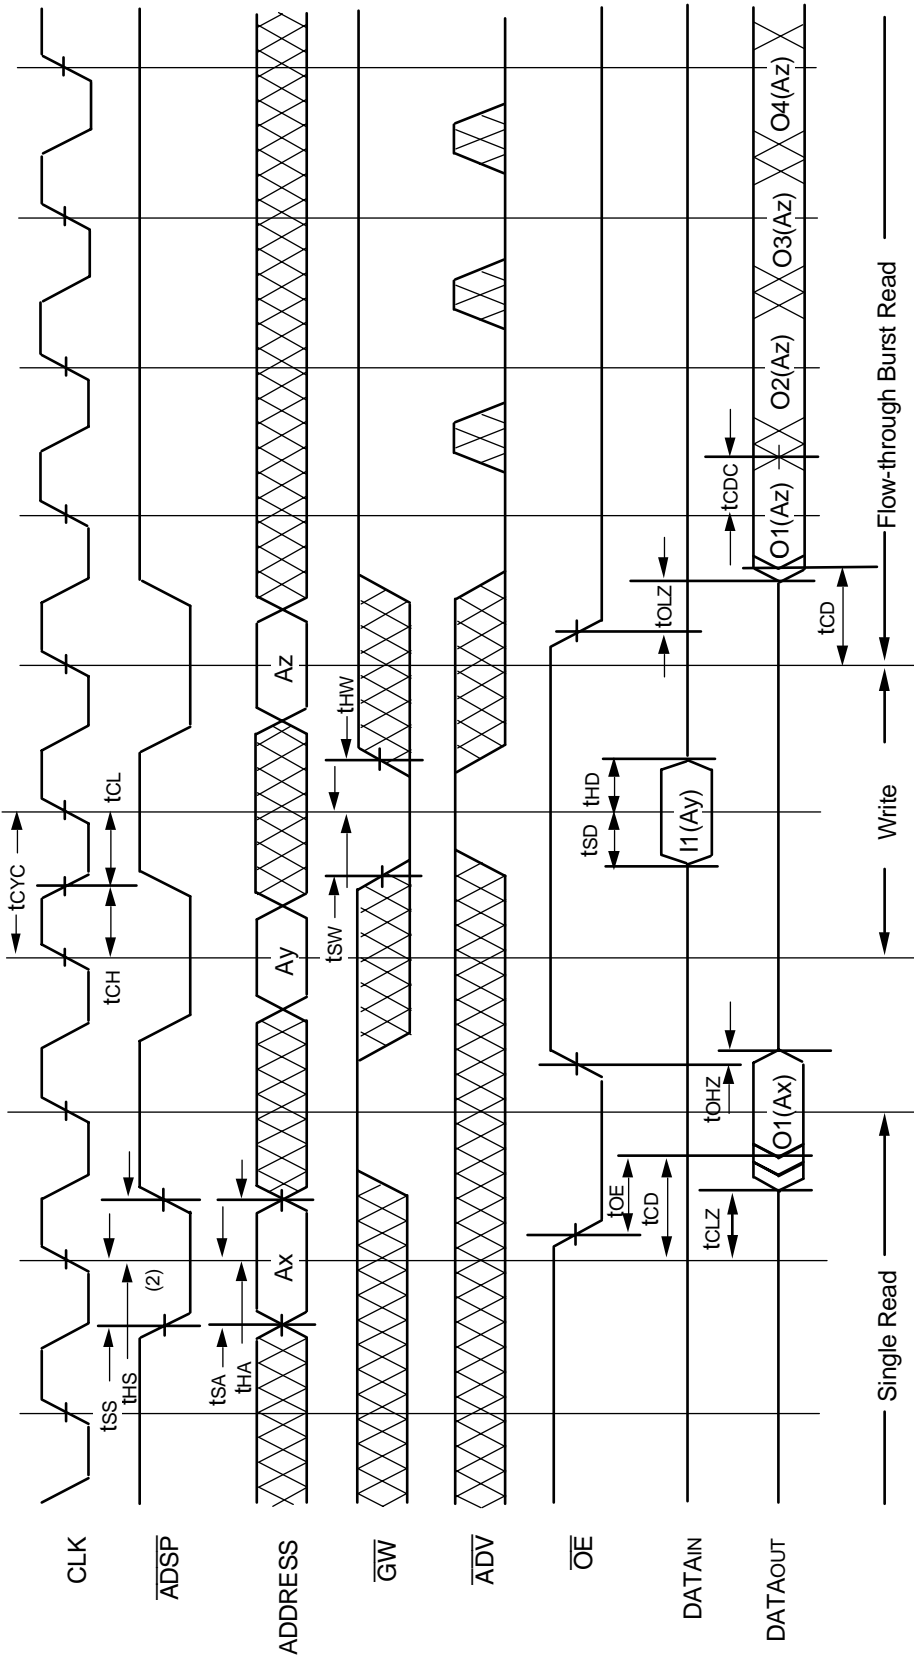 CLK
tCYC
tCH
tCL
ADSP
tSS
tHS
(2)
ADDRESS
tSA
tHA
Ax
Ay
Az
GW
tSW
tHW
ADV
OE
tOE
tOHZ
tOLZ
DATAIN
tSD
tHD
I1(Ay)
DATAOUT
tCD
tCLZ
O1(Ax)
tCD
tCDC
O1(Az)
O2(Az)
O3(Az)
O4(Az)
Single Read
Write
Flow-through Burst Read